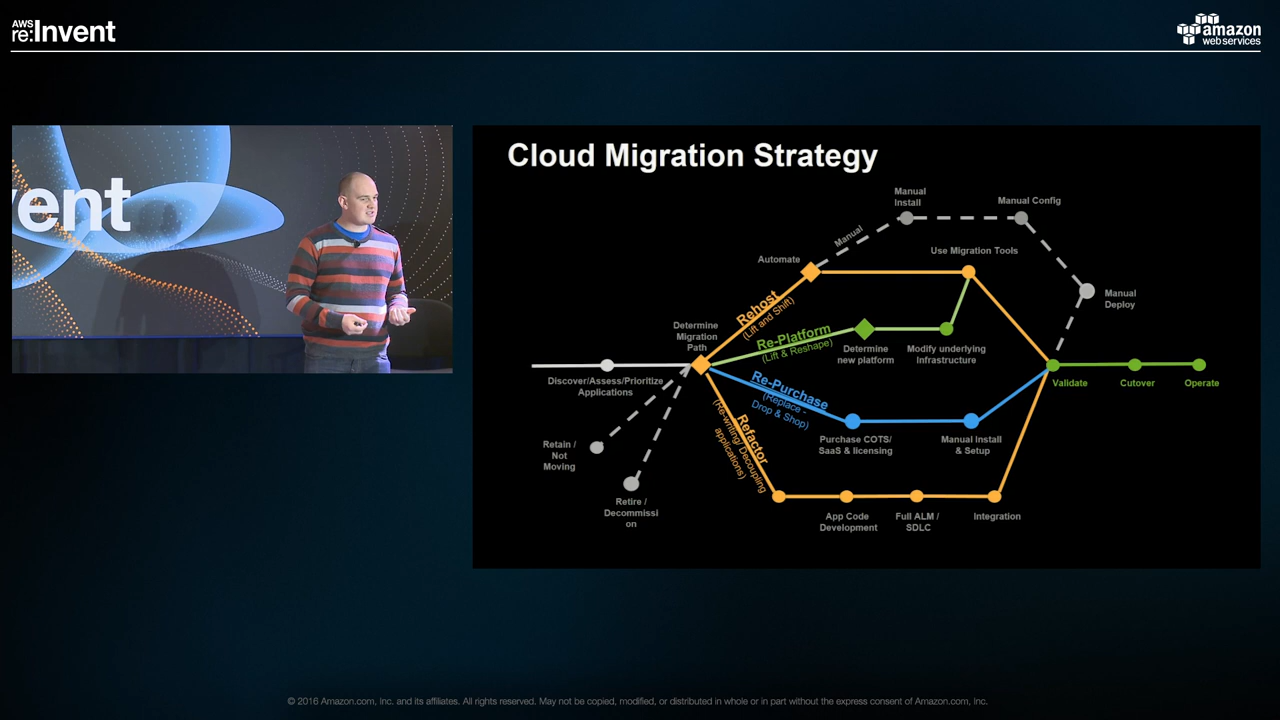 AWS
re:Invent
amazon
web services
vent
Cloud Migration Strategy
Manual
Install
Manual Config
Manual
Automate
Use Migration Tools
Manual
Deploy
Rehost
(Lift and Shift)
Determine
Migration
Path
Re-Platform
(Lift & Reshape)
Determine
new platform
Modify underlying
Infrastructure
Discover/Assess/Prioritize
Applications
Validate
Cutover
Operate
Re-Purchase
(Replace -
Drop & Shop)
Purchase COTS/
SaaS & licensing
Manual Install
& Setup
Refactor
(Re-writing/ Decoupling
applications)
Retain /
Not
Moving
Retire /
Decommissi
on
App Code
Development
Full ALM /
SDLC
Integration
© 2016 Amazon.com, Inc. and its affiliates. All rights reserved. May not be copied, modified, or distributed in whole or in part without the express consent of Amazon.com, Inc.